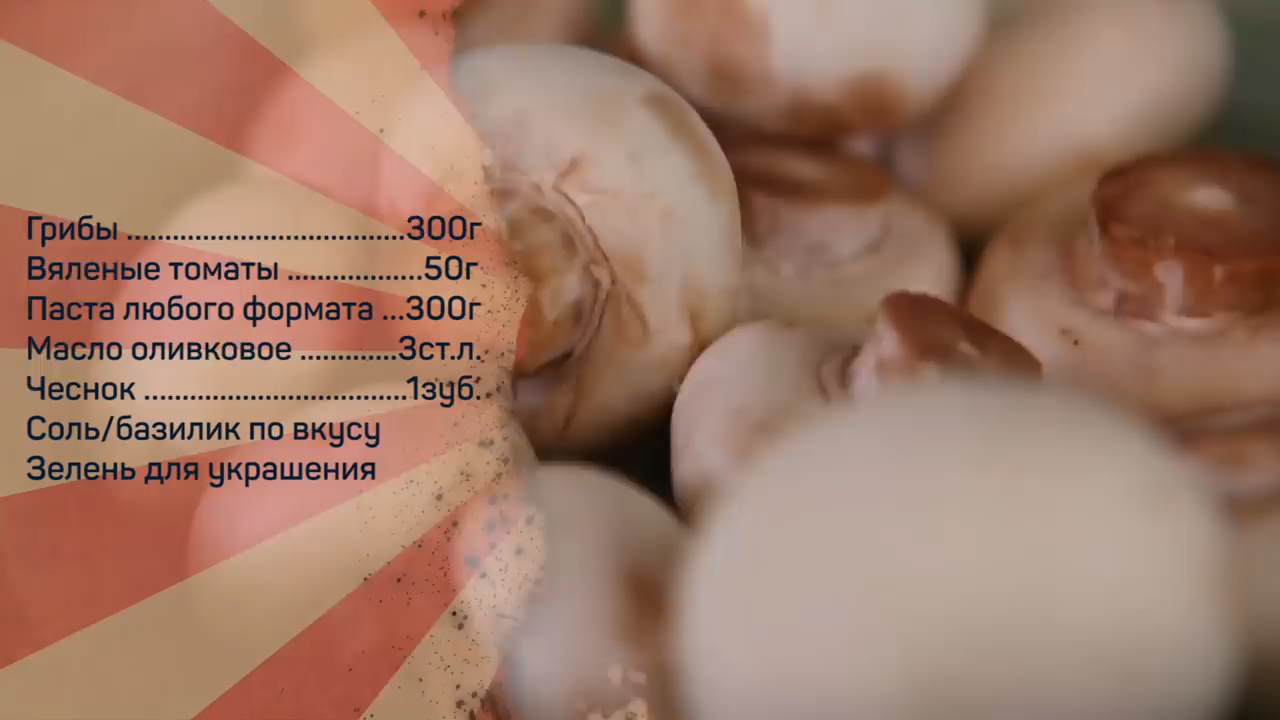 Грибы ....................................300г
Вяленые томаты .................50г
Паста любого формата ...300г
Масло оливковое ............3ст.л.
Чеснок ..................................1зуб.
Соль/базилик по вкусу
Зелень для украшения